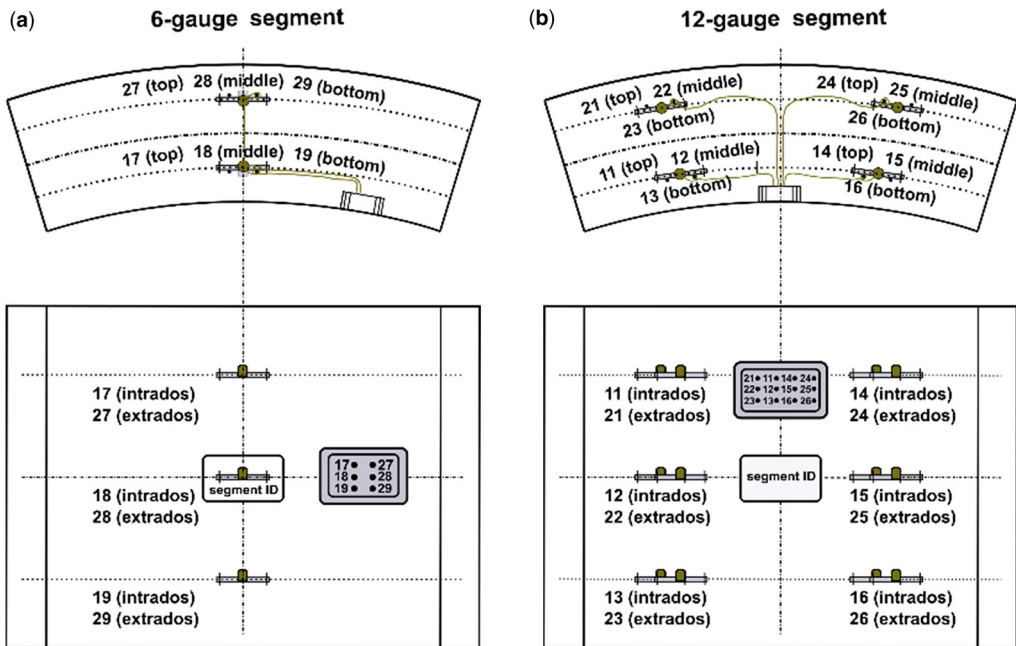 (a) 6-gauge segment
27 (top) 28 (middle) 29 (bottom)
17 (top) 18 (middle) 19 (bottom)
17 (intrados)
27 (extrados)
17 27
18 28
19 29
segment ID
18 (intrados)
28 (extrados)
19 (intrados)
29 (extrados)
(b) 12-gauge segment
21 (top) 22 (middle)
23 (bottom)
24 (top) 25 (middle)
26 (bottom)
11 (top) 12 (middle)
13 (bottom)
14 (top) 15 (middle)
16 (bottom)
21 11 14 24
22 12 15 25
23 13 16 26
11 (intrados)
21 (extrados)
14 (intrados)
24 (extrados)
segment ID
12 (intrados)
22 (extrados)
15 (intrados)
25 (extrados)
13 (intrados)
23 (extrados)
16 (intrados)
26 (extrados)